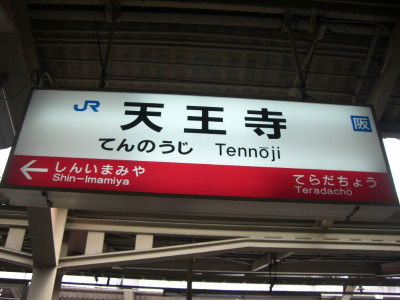 JR 天王寺 阪
てんのうじ Tennōji
← しんいまみや てらだちょう
Shin-Imamiya Teradachō